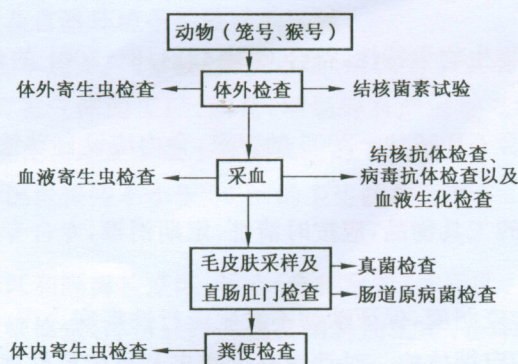 动物（笼号、猴号）
体外寄生虫检查
体外检查
结核菌素试验
血液寄生虫检查
采血
结核抗体检查、
病毒抗体检查以及
血液生化检查
毛皮肤采样及
直肠肛门检查
真菌检查
肠道原病菌检查
体内寄生虫检查
粪便检查